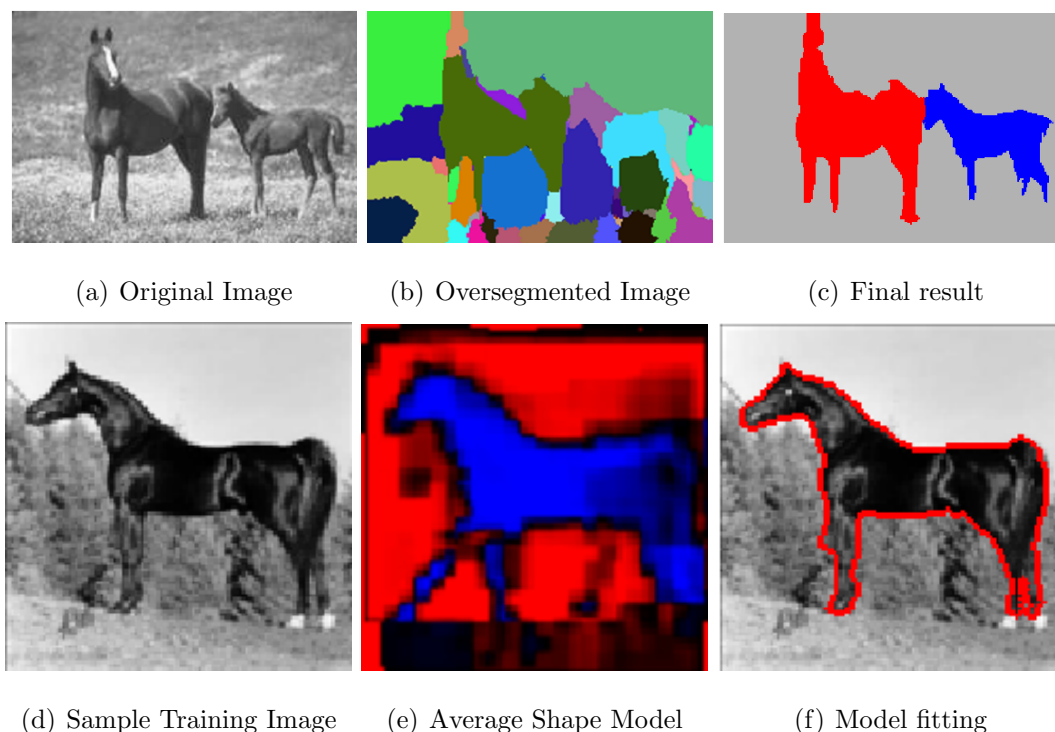 (a) Original Image
(b) Oversegmented Image
(c) Final result
(d) Sample Training Image
(e) Average Shape Model
(f) Model fitting